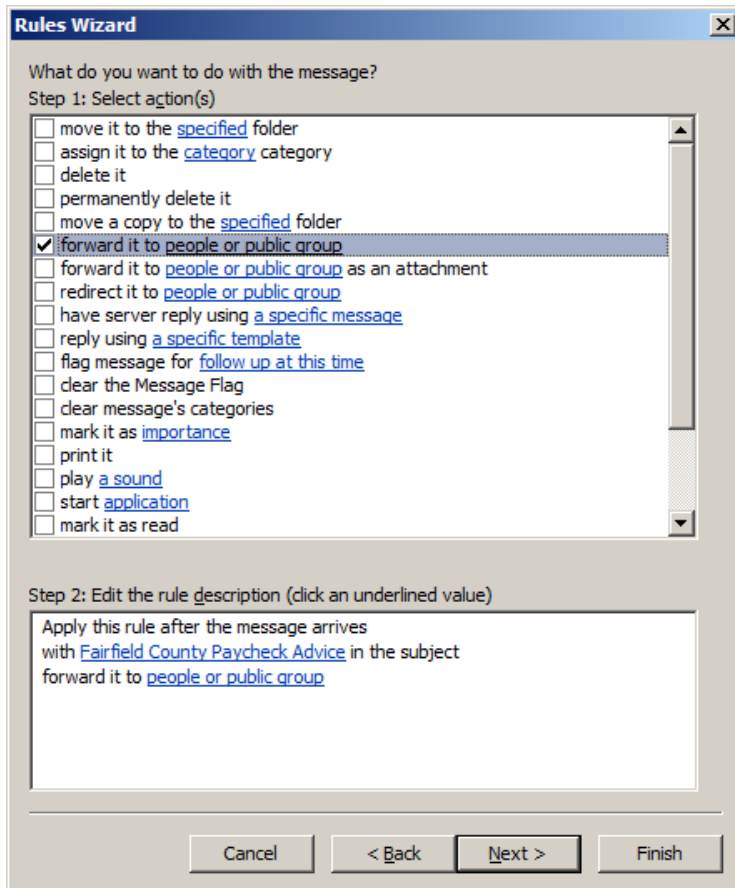 Rules Wizard
What do you want to do with the message?
Step 1: Select action(s)
move it to the specified folder
assign it to the category category
delete it
permanently delete it
move a copy to the specified folder
forward it to people or public group
forward it to people or public group as an attachment
redirect it to people or public group
have server reply using a specific message
reply using a specific template
flag message for follow up at this time
clear the Message Flag
clear message's categories
mark it as importance
print it
play a sound
start application
mark it as read
Step 2: Edit the rule description (click an underlined value)
Apply this rule after the message arrives
with Fairfield County Paycheck Advice in the subject
forward it to people or public group
Cancel
< Back
Next >
Finish